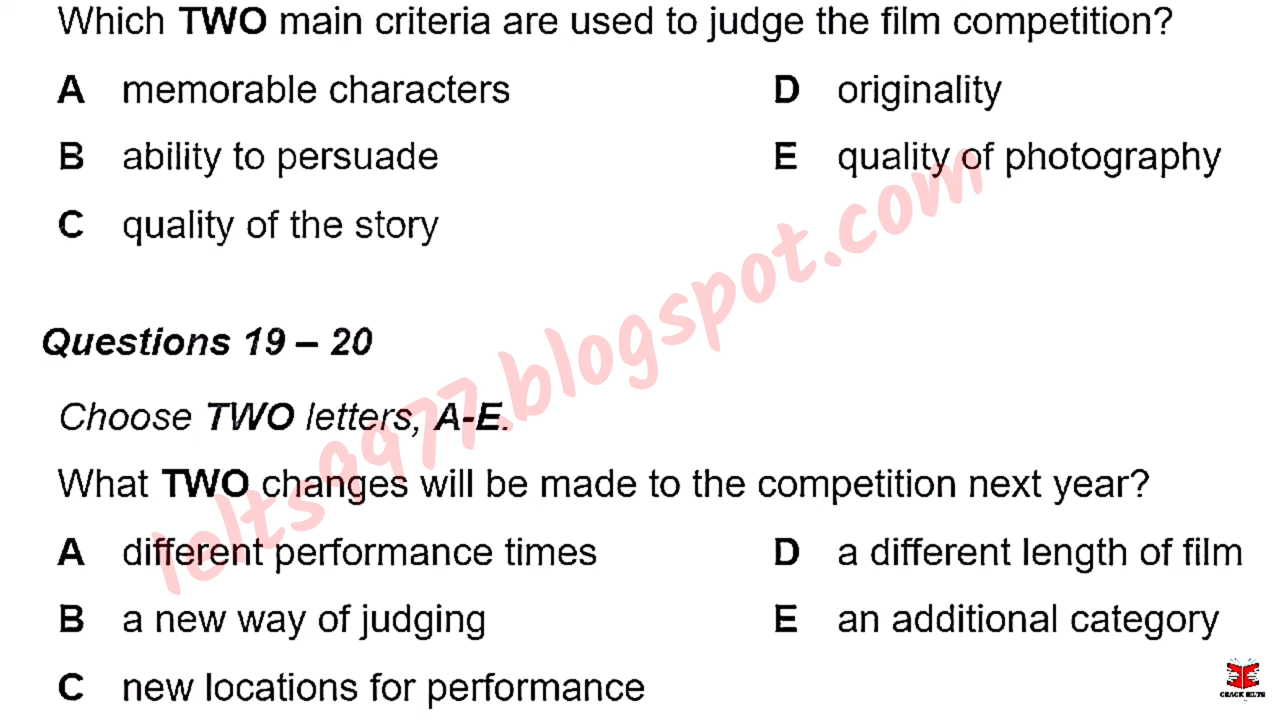 Which TWO main criteria are used to judge the film competition?
A memorable characters
B ability to persuade
C quality of the story
D originality
E quality of photography
Questions 19 – 20
Choose TWO letters, A-E.
What TWO changes will be made to the competition next year?
A different performance times
B a new way of judging
C new locations for performance
D a different length of film
E an additional category
Ielts9977.blogspot.com
CRACK IELTS